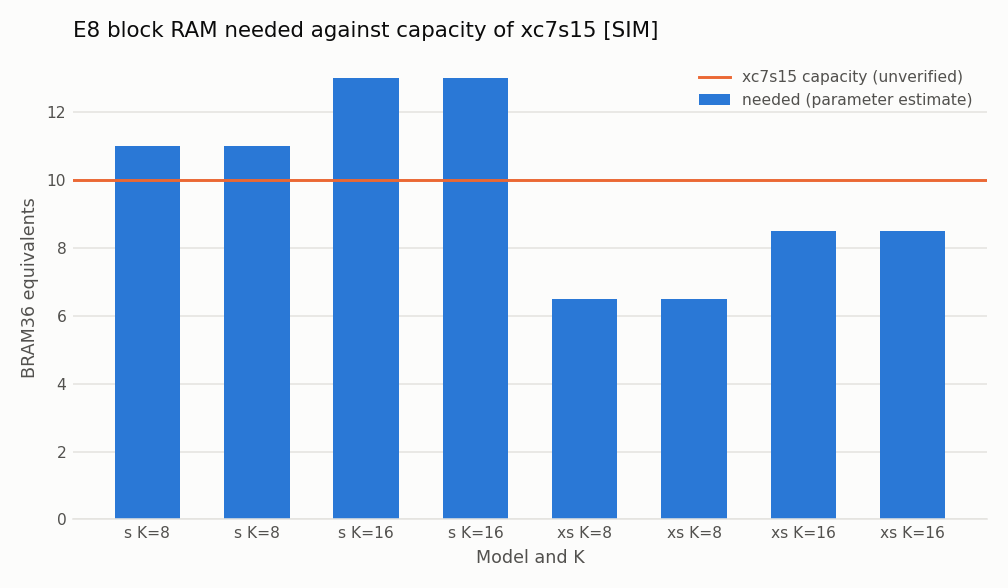 E8 block RAM needed against capacity of xc7s15 [SIM]
xc7s15 capacity (unverified)
needed (parameter estimate)
BRAM36 equivalents
12
10
8
6
4
2
0
s K=8
s K=8
s K=16
s K=16
xs K=8
xs K=8
xs K=16
xs K=16
Model and K